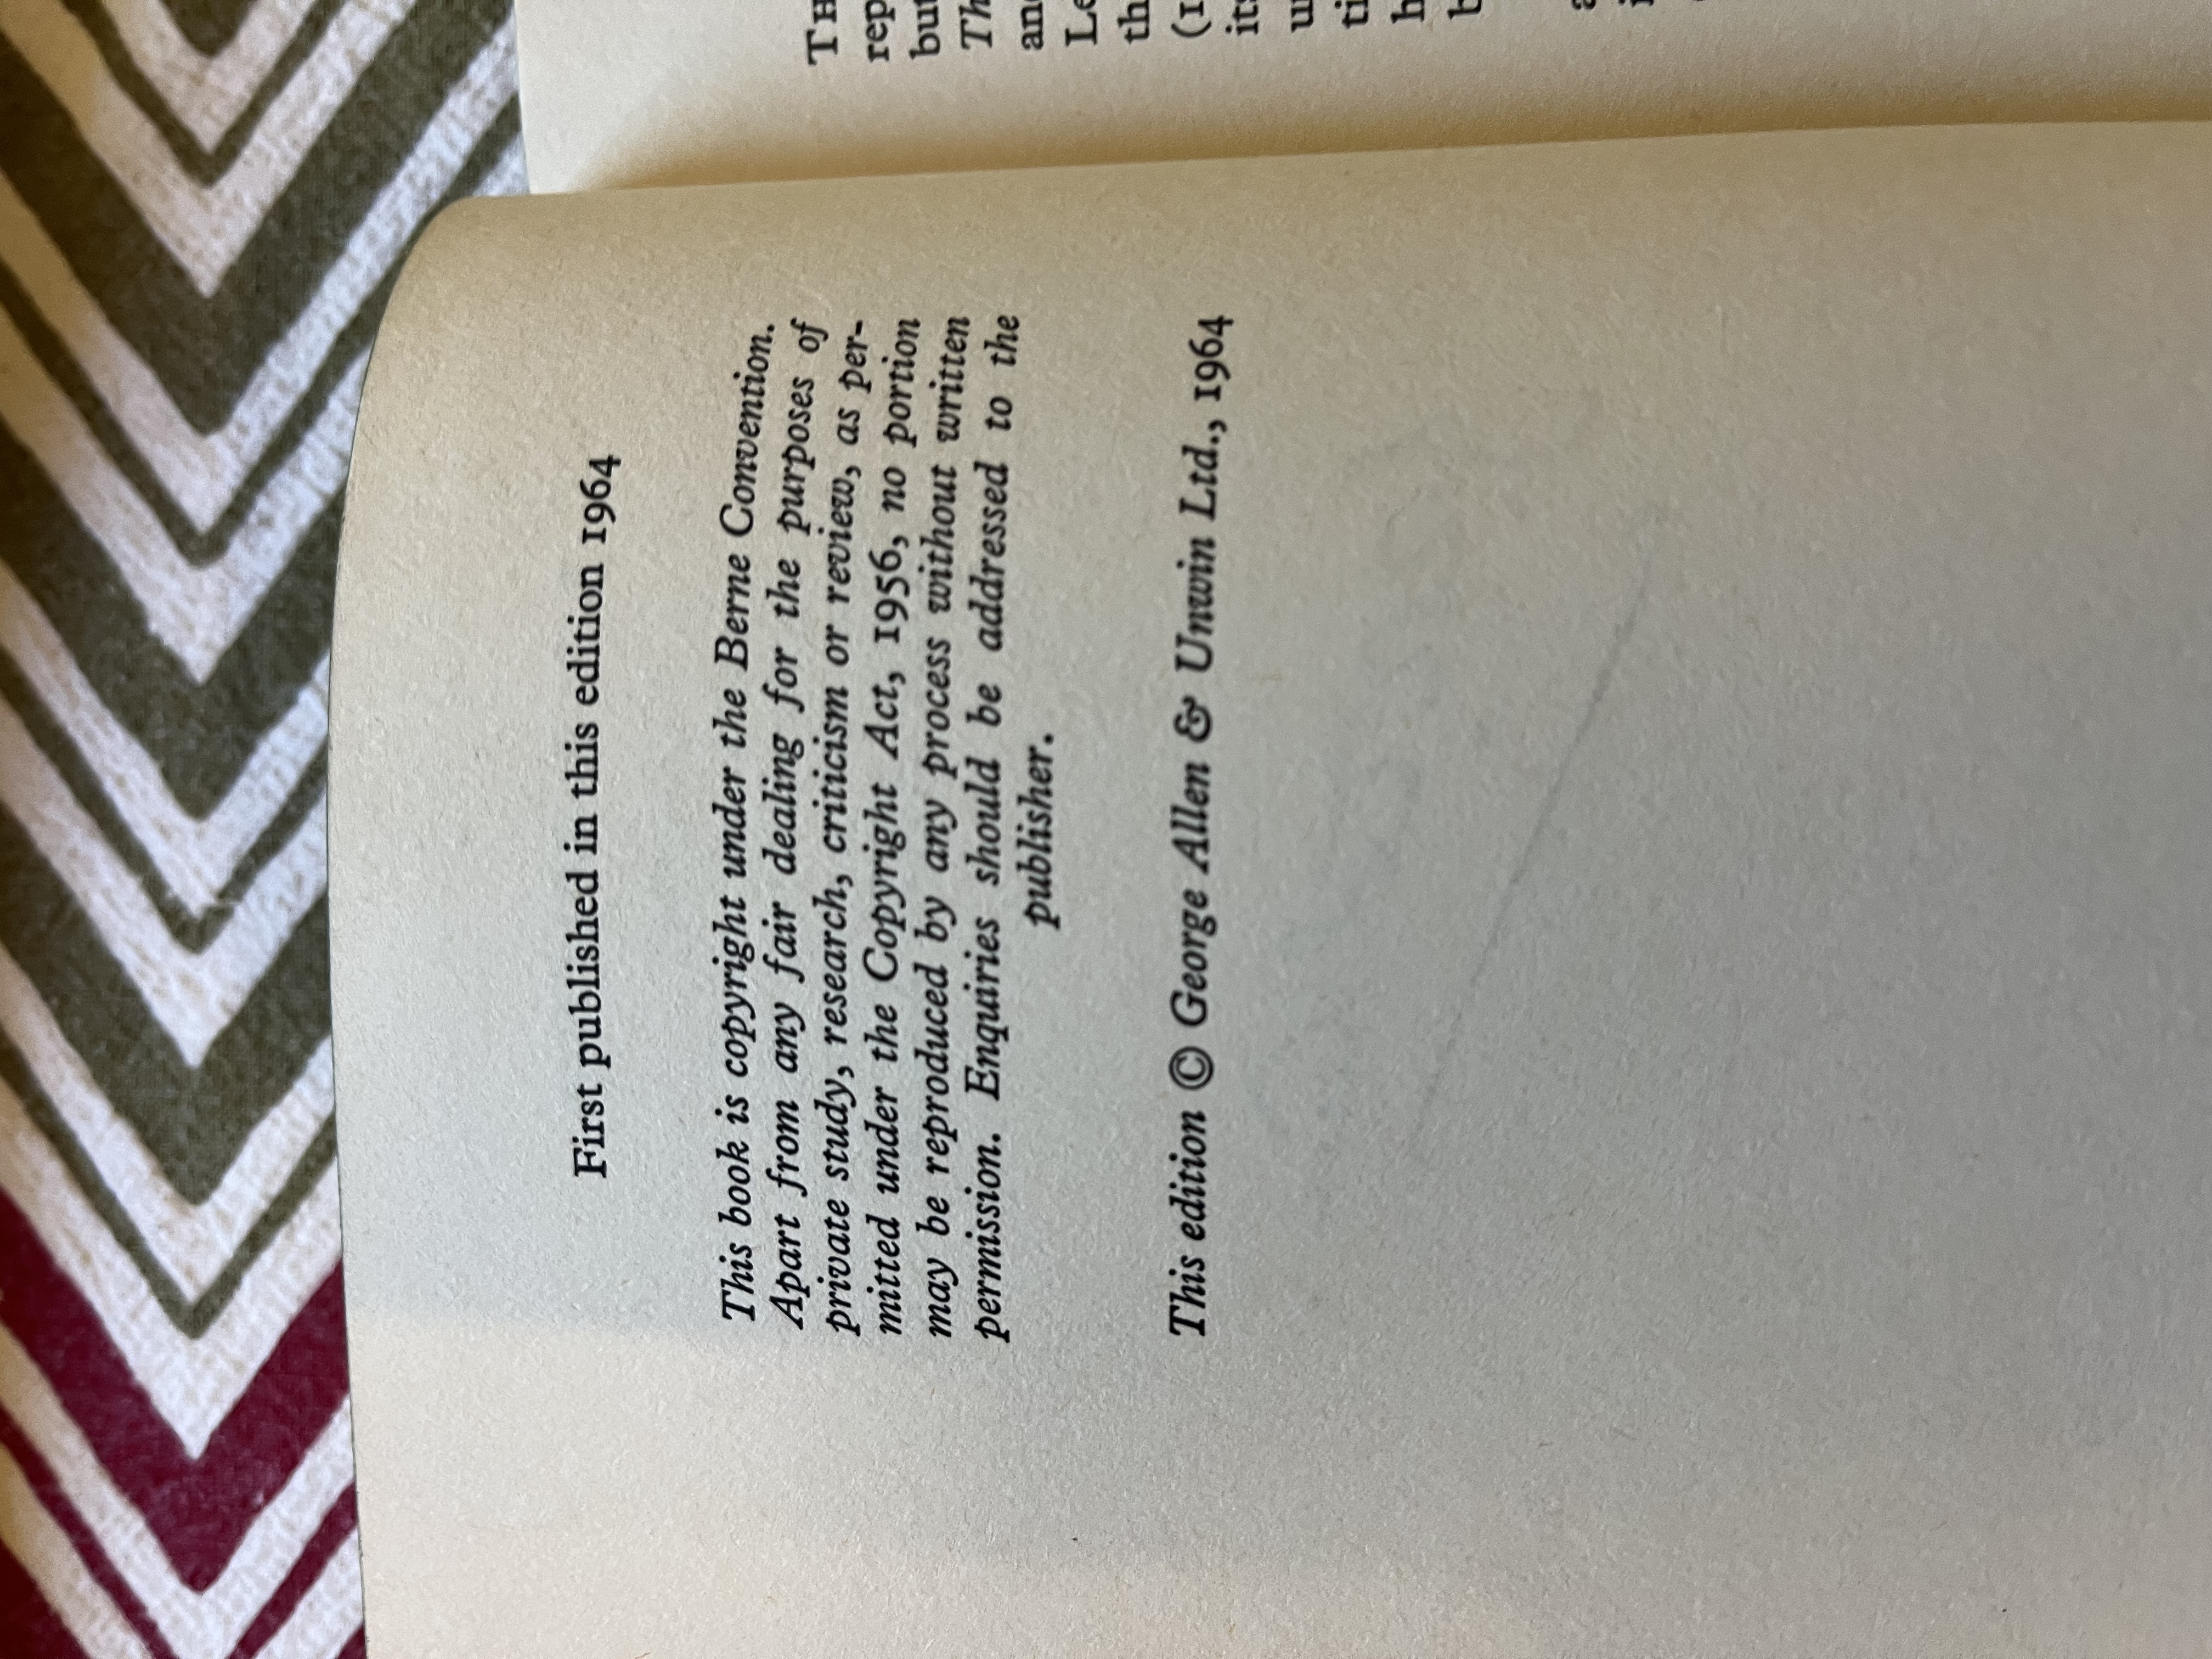 First published in this edition 1964
This book is copyright under the Berne Convention.
Apart from any fair dealing for the purposes of
private study, research, criticism or review, as per-
mitted under the Copyright Act, 1956, no portion
may be reproduced by any process without written
permission. Enquiries should be addressed to the
publisher.
This edition © George Allen & Unwin Ltd., 1964